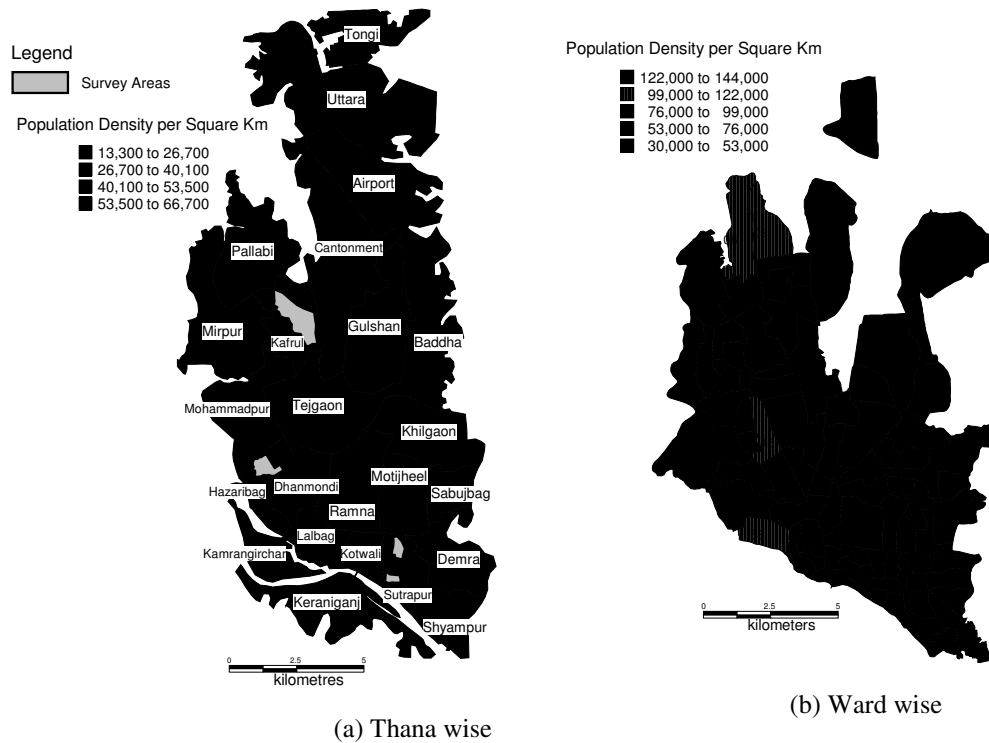 Legend
Survey Areas
Population Density per Square Km
13,300 to 26,700
26,700 to 40,100
40,100 to 53,500
53,500 to 66,700
Tongi
Uttara
Airport
Cantonment
Pallabi
Mirpur
Kafrul
Gulshan
Baddha
Mohammadpur
Tejgaon
Khilgaon
Motijheel
Hazaribag
Dhanmondi
Sabujbag
Ramna
Lalbag
Kamrangirchar
Kotwali
Demra
Keraniganj
Sutrapur
Shyampur
0 2.5 5
kilometres
(a) Thana wise
Population Density per Square Km
122,000 to 144,000
99,000 to 122,000
76,000 to 99,000
53,000 to 76,000
30,000 to 53,000
0 2.5 5
kilometers
(b) Ward wise